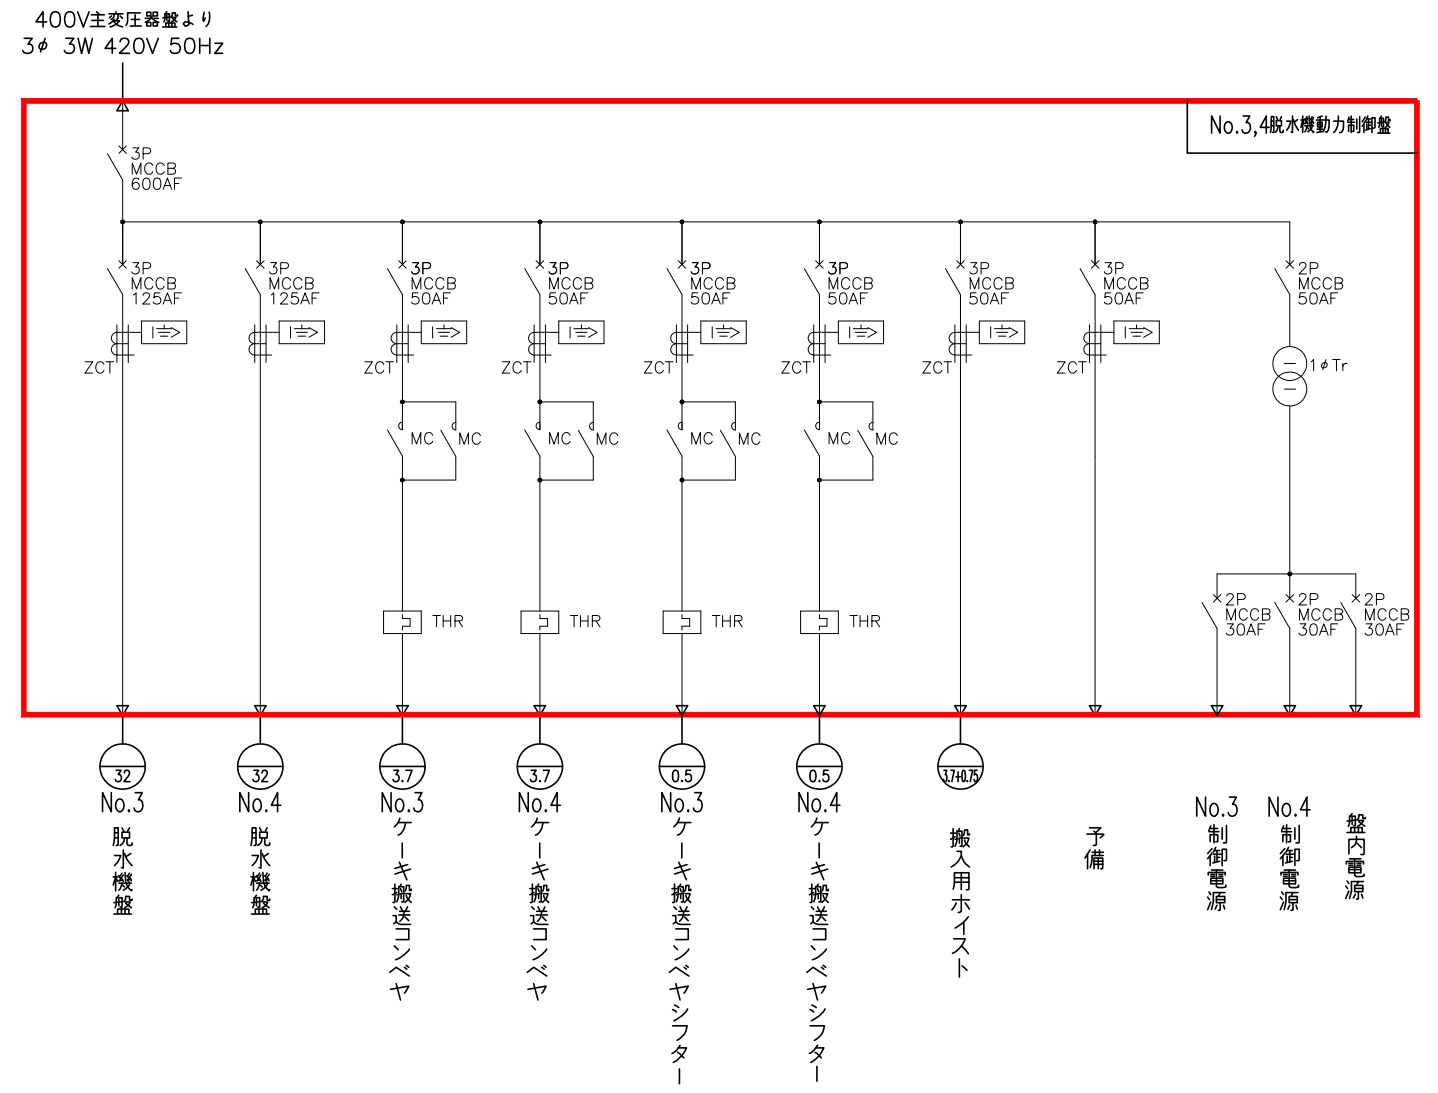 400V主変圧器盤より
3φ 3W 420V 50Hz
No.3,4脱水機動力制御盤
3P
MCCB
600AF
3P
MCCB
125AF
3P
MCCB
125AF
3P
MCCB
50AF
3P
MCCB
50AF
3P
MCCB
50AF
3P
MCCB
50AF
3P
MCCB
50AF
3P
MCCB
50AF
2P
MCCB
50AF
ZCT
ZCT
ZCT
ZCT
ZCT
ZCT
ZCT
1φTr
MC
MC
MC
MC
MC
MC
MC
MC
THR
THR
THR
THR
2P
MCCB
30AF
2P
MCCB
30AF
2P
MCCB
30AF
32
No.3
脱水機盤
32
No.4
脱水機盤
3.7
No.3
ケーキ搬送コンベヤ
3.7
No.4
ケーキ搬送コンベヤ
0.5
No.3
ケーキ搬送コンベヤシフター
0.5
No.4
ケーキ搬送コンベヤシフター
3.7+0.75
搬入用ホイスト
予備
No.3
制御電源
No.4
制御電源
盤内電源